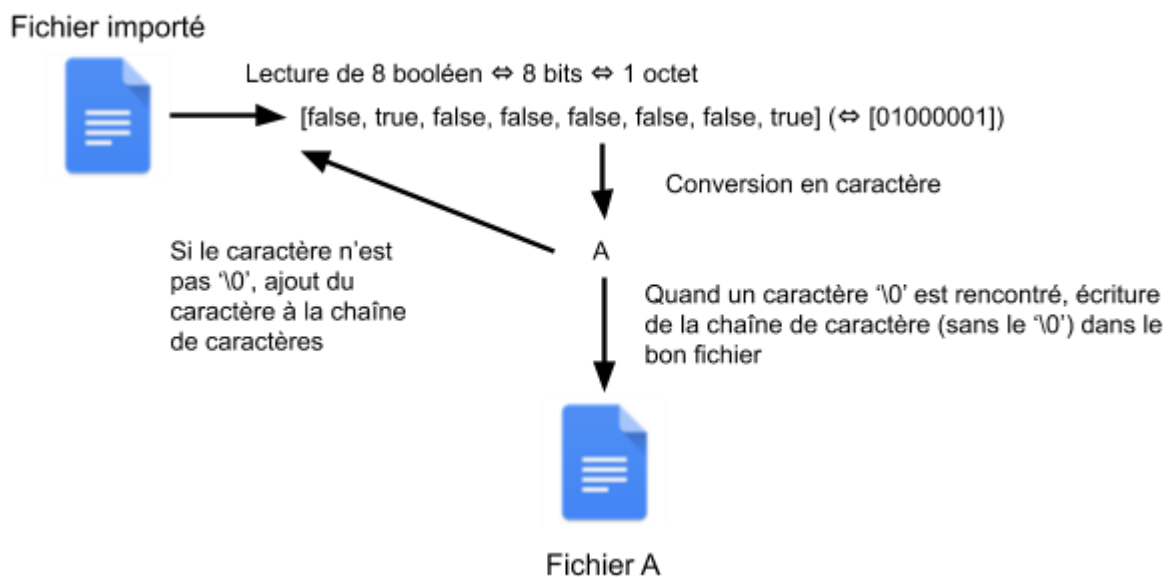 Fichier importé
Lecture de 8 booléen ⇔ 8 bits ⇔ 1 octet
[false, true, false, false, false, false, false, true] (⇔ [01000001])
Conversion en caractère
A
Si le caractère n'est
pas '\0', ajout du
caractère à la chaîne
de caractères
Quand un caractère '\0' est rencontré, écriture
de la chaîne de caractère (sans le '\0') dans le
bon fichier
Fichier A